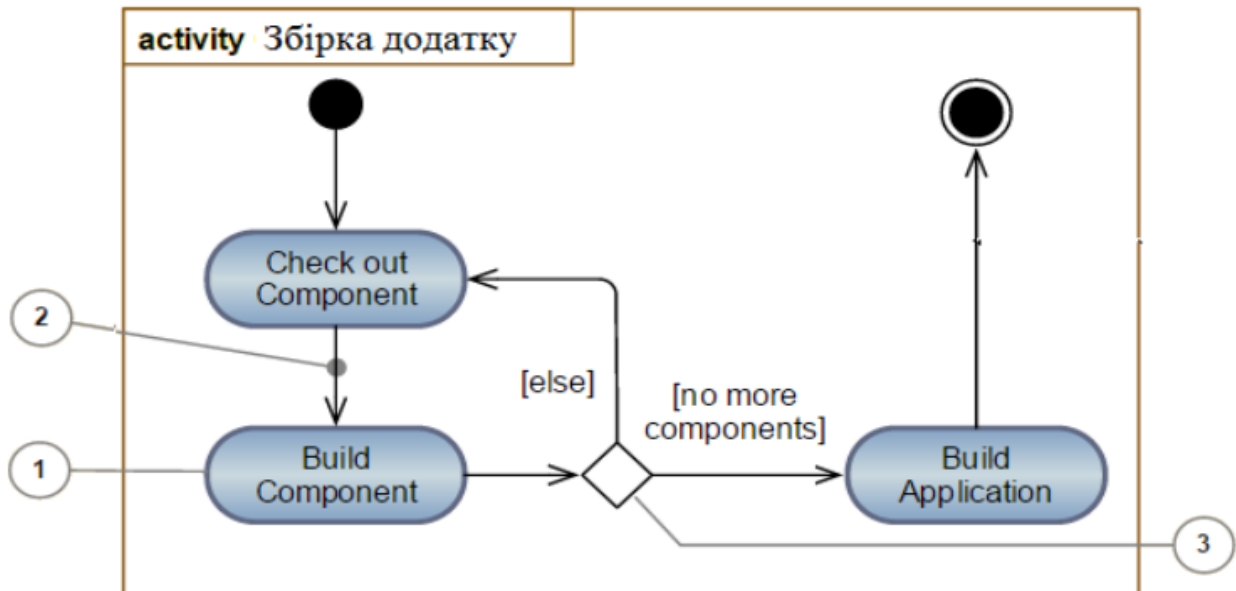 activity Збірка додатку
Check out
Component
2
[else]
[no more
components]
1
Build
Component
Build
Application
3